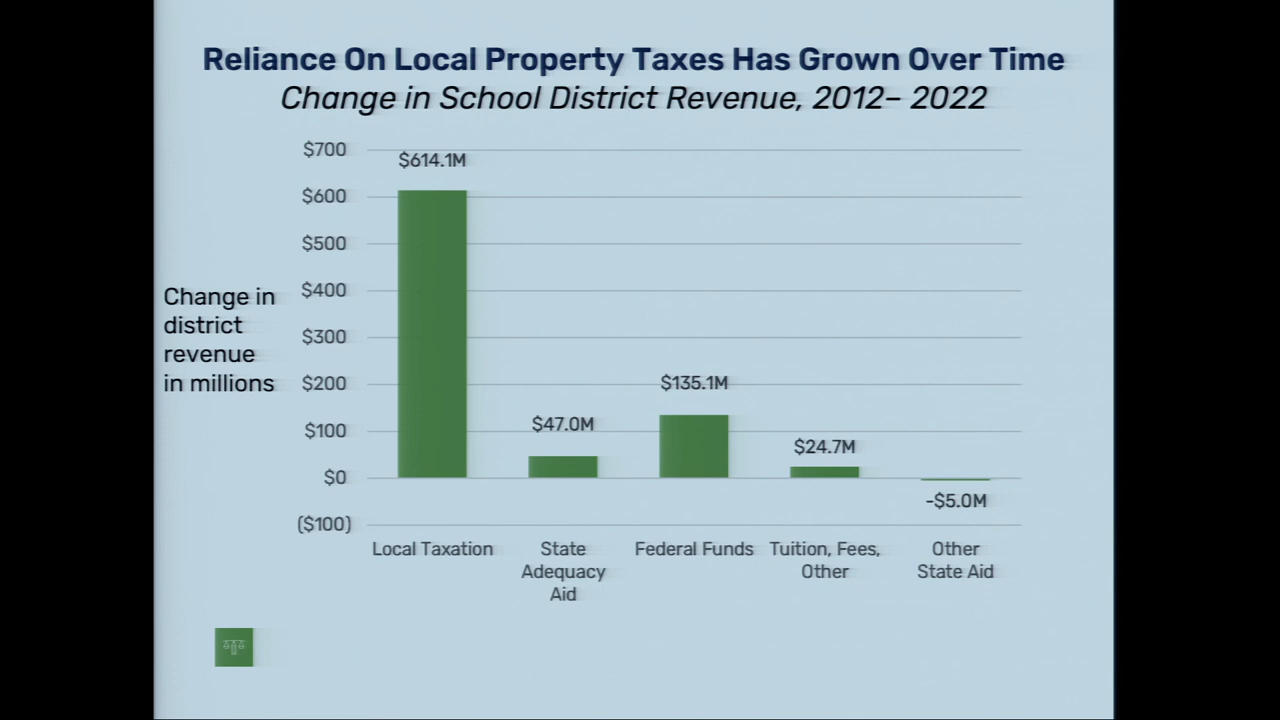 Reliance On Local Property Taxes Has Grown Over Time
Change in School District Revenue, 2012– 2022
Change in
district
revenue
in millions
$700
$600
$500
$400
$300
$200
$100
$0
($100)
$614.1M
$47.0M
$135.1M
$24.7M
-$5.0M
Local Taxation
State
Adequacy
Aid
Federal Funds
Tuition, Fees,
Other
Other
State Aid